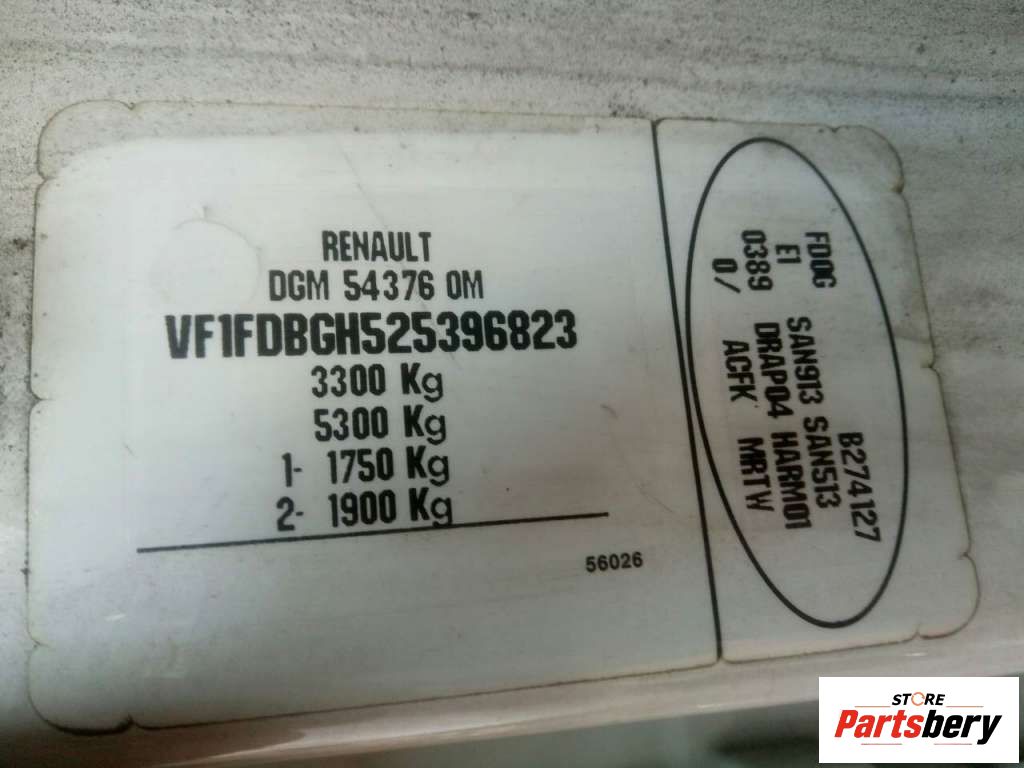 RENAULT
DGM 54376 OM
VF1FDBGH525396823
3300 Kg
5300 Kg
1- 1750 Kg
2- 1900 Kg
56026
B274127
FDOG SAN913 SAN513
E1 DRAP04 HARM01
0389 ACFK MRTW
0/
STORE
Partsbery